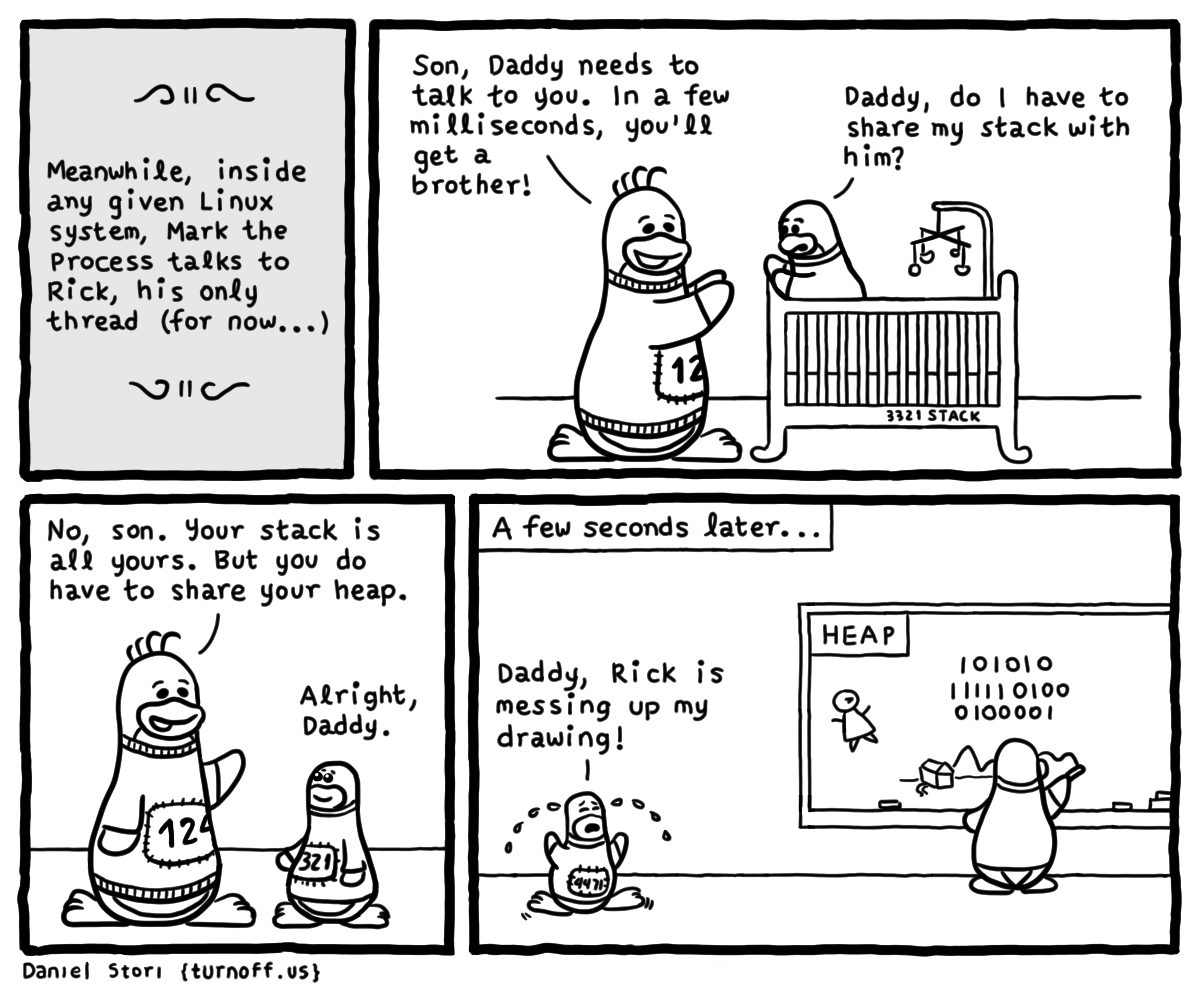 Meanwhile, inside
any given Linux
system, Mark the
Process talks to
Rick, his only
thread (for now...)
Son, Daddy needs to
talk to you. In a few
milliseconds, you'll
get a
brother!
Daddy, do I have to
share my stack with
him?
12
3321 STACK
No, son. Your stack is
all yours. But you do
have to share your heap.
Alright,
Daddy.
124
321
A few seconds later...
HEAP
101010
111110100
0100001
Daddy, Rick is
messing up my
drawing!
4471
Daniel Stori {turnoff.us}